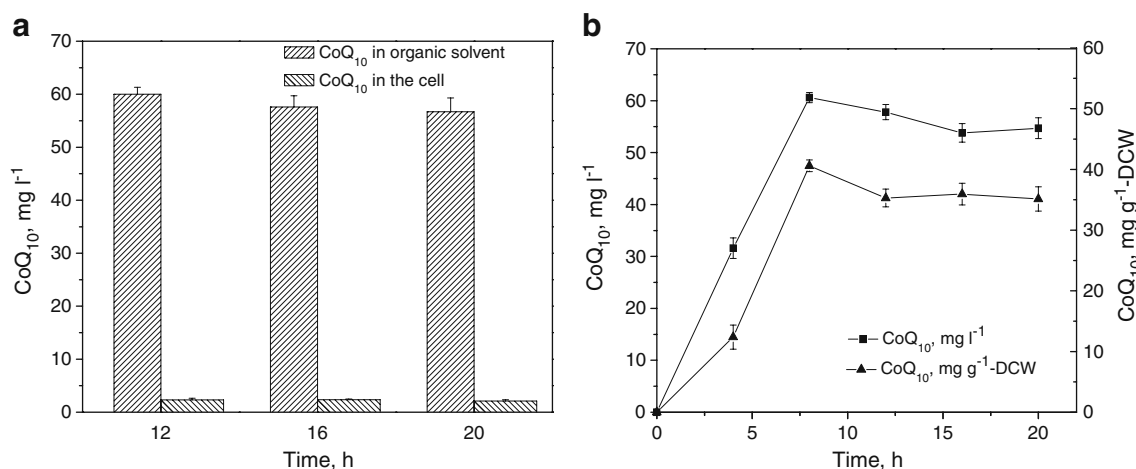 a
70
60
50
40
30
20
10
0
CoQ₁₀, mg l⁻¹
CoQ₁₀ in organic solvent
CoQ₁₀ in the cell
12 16 20
Time, h
b
70
60
50
40
30
20
10
0
CoQ₁₀, mg l⁻¹
CoQ₁₀, mg l⁻¹
CoQ₁₀, mg g⁻¹-DCW
0 5 10 15 20
Time, h
60
50
40
30
20
10
0
CoQ₁₀, mg g⁻¹-DCW